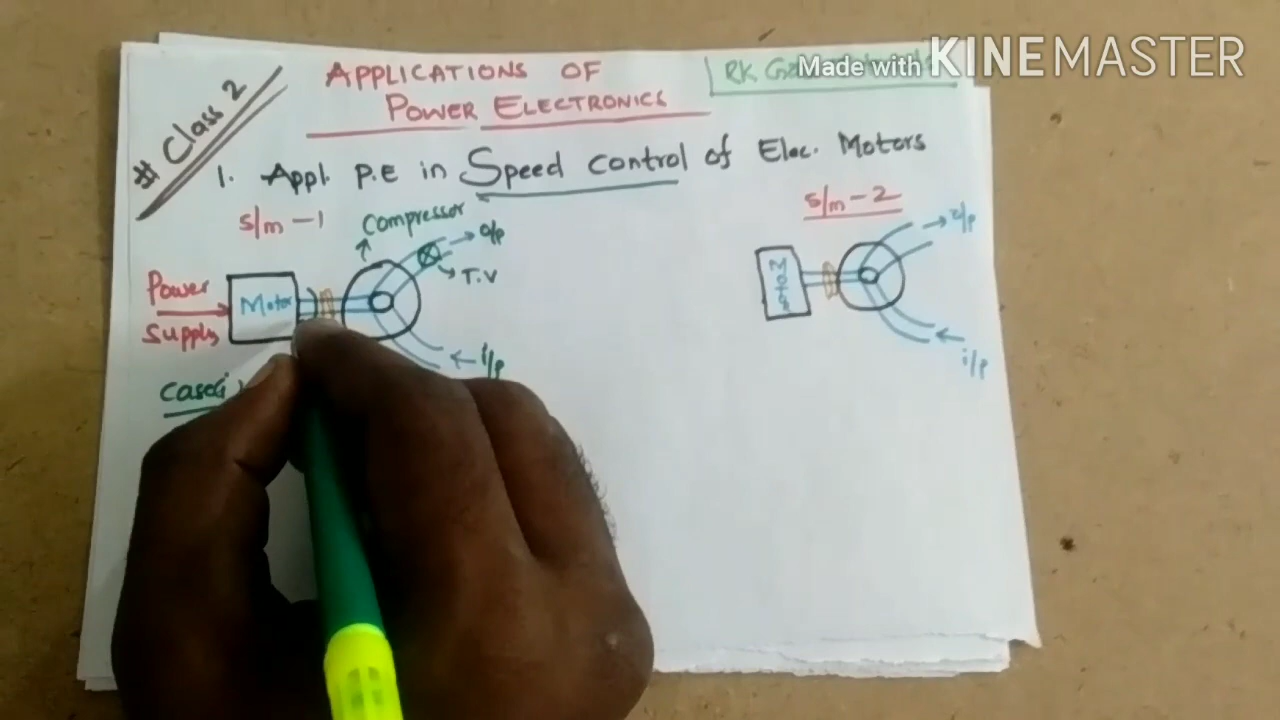 Made with KINEMASTER
# Class 2
APPLICATIONS OF
POWER ELECTRONICS
RK
1. Appl. P.E in Speed control of Elec. Motors
s/m - 1
Compressor
o/p
T.V
Power
Supply
Motor
i/p
case(i)
s/m - 2
o/p
Motor
i/p